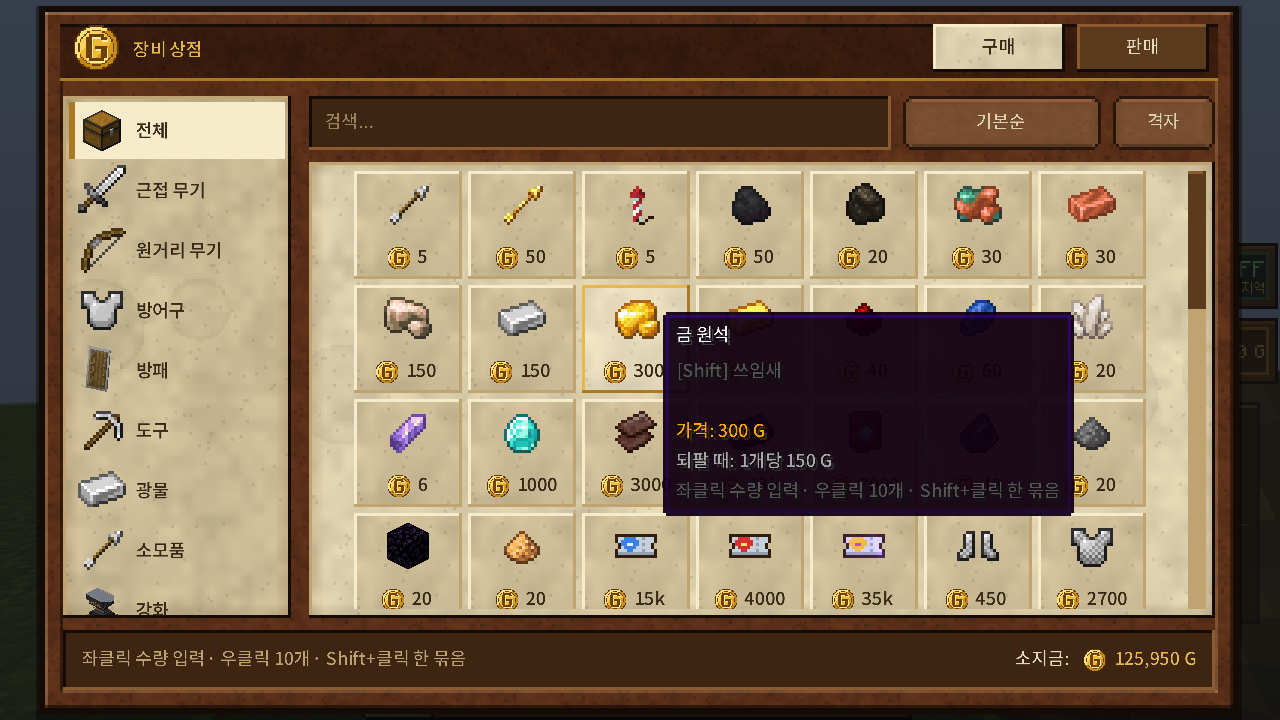 장비 상점
구매
판매
전체
근접 무기
원거리 무기
방어구
방패
도구
광물
소모품
강화
검색...
기본순
격자
5
50
5
50
20
30
30
150
150
300
40
60
20
6
1000
3000
20
20
20
15k
4000
35k
450
2700
금 원석
[Shift] 쓰임새
가격: 300 G
되팔 때: 1개당 150 G
좌클릭 수량 입력 · 우클릭 10개 · Shift+클릭 한 묶음
좌클릭 수량 입력 · 우클릭 10개 · Shift+클릭 한 묶음
소지금: 125,950 G
FF
지역